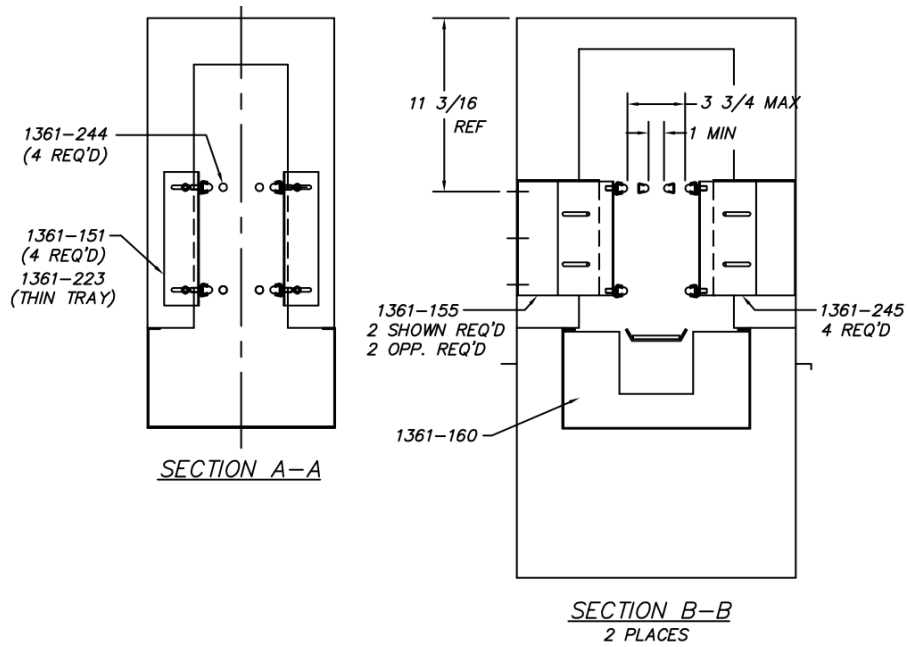 1361-244
(4 REQ'D)
1361-151
(4 REQ'D)
1361-223
(THIN TRAY)
SECTION A-A
11 3/16
REF
3 3/4 MAX
1 MIN
1361-155
2 SHOWN REQ'D
2 OPP. REQ'D
1361-245
4 REQ'D
1361-160
SECTION B-B
2 PLACES